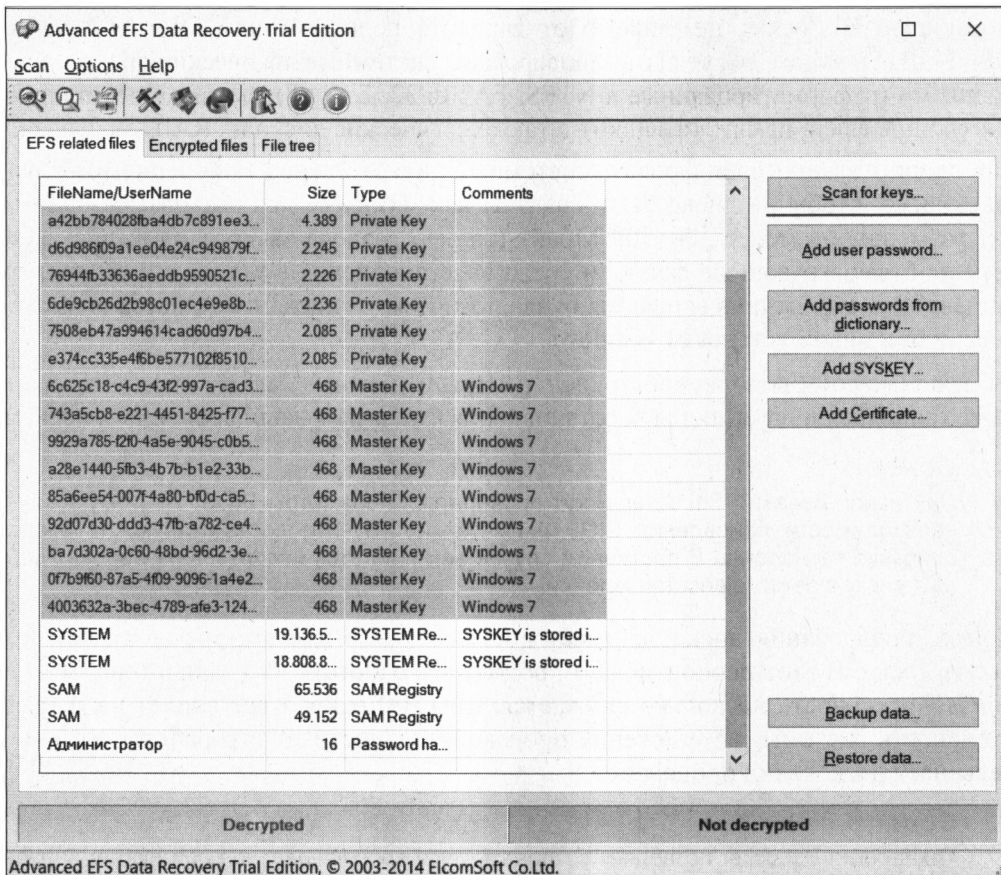 Advanced EFS Data Recovery Trial Edition
Scan Options Help
EFS related files Encrypted files File tree
FileName/UserName Size Type Comments
a42bb784028fba4db7c891ee3... 4.389 Private Key
d6d986f09a1ee04e24c949879f... 2.245 Private Key
76944fb33636aeddb9590521c... 2.226 Private Key
6de9cb26d2b98c01ec4e9e8b... 2.236 Private Key
7508eb47a994614cad60d97b4... 2.085 Private Key
e374cc335e4f6be577102f8510... 2.085 Private Key
6c625c18-c4c9-43f2-997a-cad3... 468 Master Key Windows 7
743a5cb8-e221-4451-8425-f77... 468 Master Key Windows 7
9929a785-f2f0-4a5e-9045-c0b5... 468 Master Key Windows 7
a28e1440-5fb3-4b7b-b1e2-33b... 468 Master Key Windows 7
85a6ee54-007f-4a80-bf0d-ca5... 468 Master Key Windows 7
92d07d30-ddd3-47fb-a782-ce4... 468 Master Key Windows 7
ba7d302a-0c60-48bd-96d2-3e... 468 Master Key Windows 7
0f7b9f60-87a5-4f09-9096-1a4e2... 468 Master Key Windows 7
4003632a-3bec-4789-afe3-124... 468 Master Key Windows 7
SYSTEM 19.136.5... SYSTEM Re... SYSKEY is stored i...
SYSTEM 18.808.8... SYSTEM Re... SYSKEY is stored i...
SAM 65.536 SAM Registry
SAM 49.152 SAM Registry
Администратор 16 Password ha...
Scan for keys...
Add user password...
Add passwords from
dictionary...
Add SYSKEY...
Add Certificate...
Backup data...
Restore data...
Decrypted Not decrypted
Advanced EFS Data Recovery Trial Edition, © 2003-2014 ElcomSoft Co.Ltd.